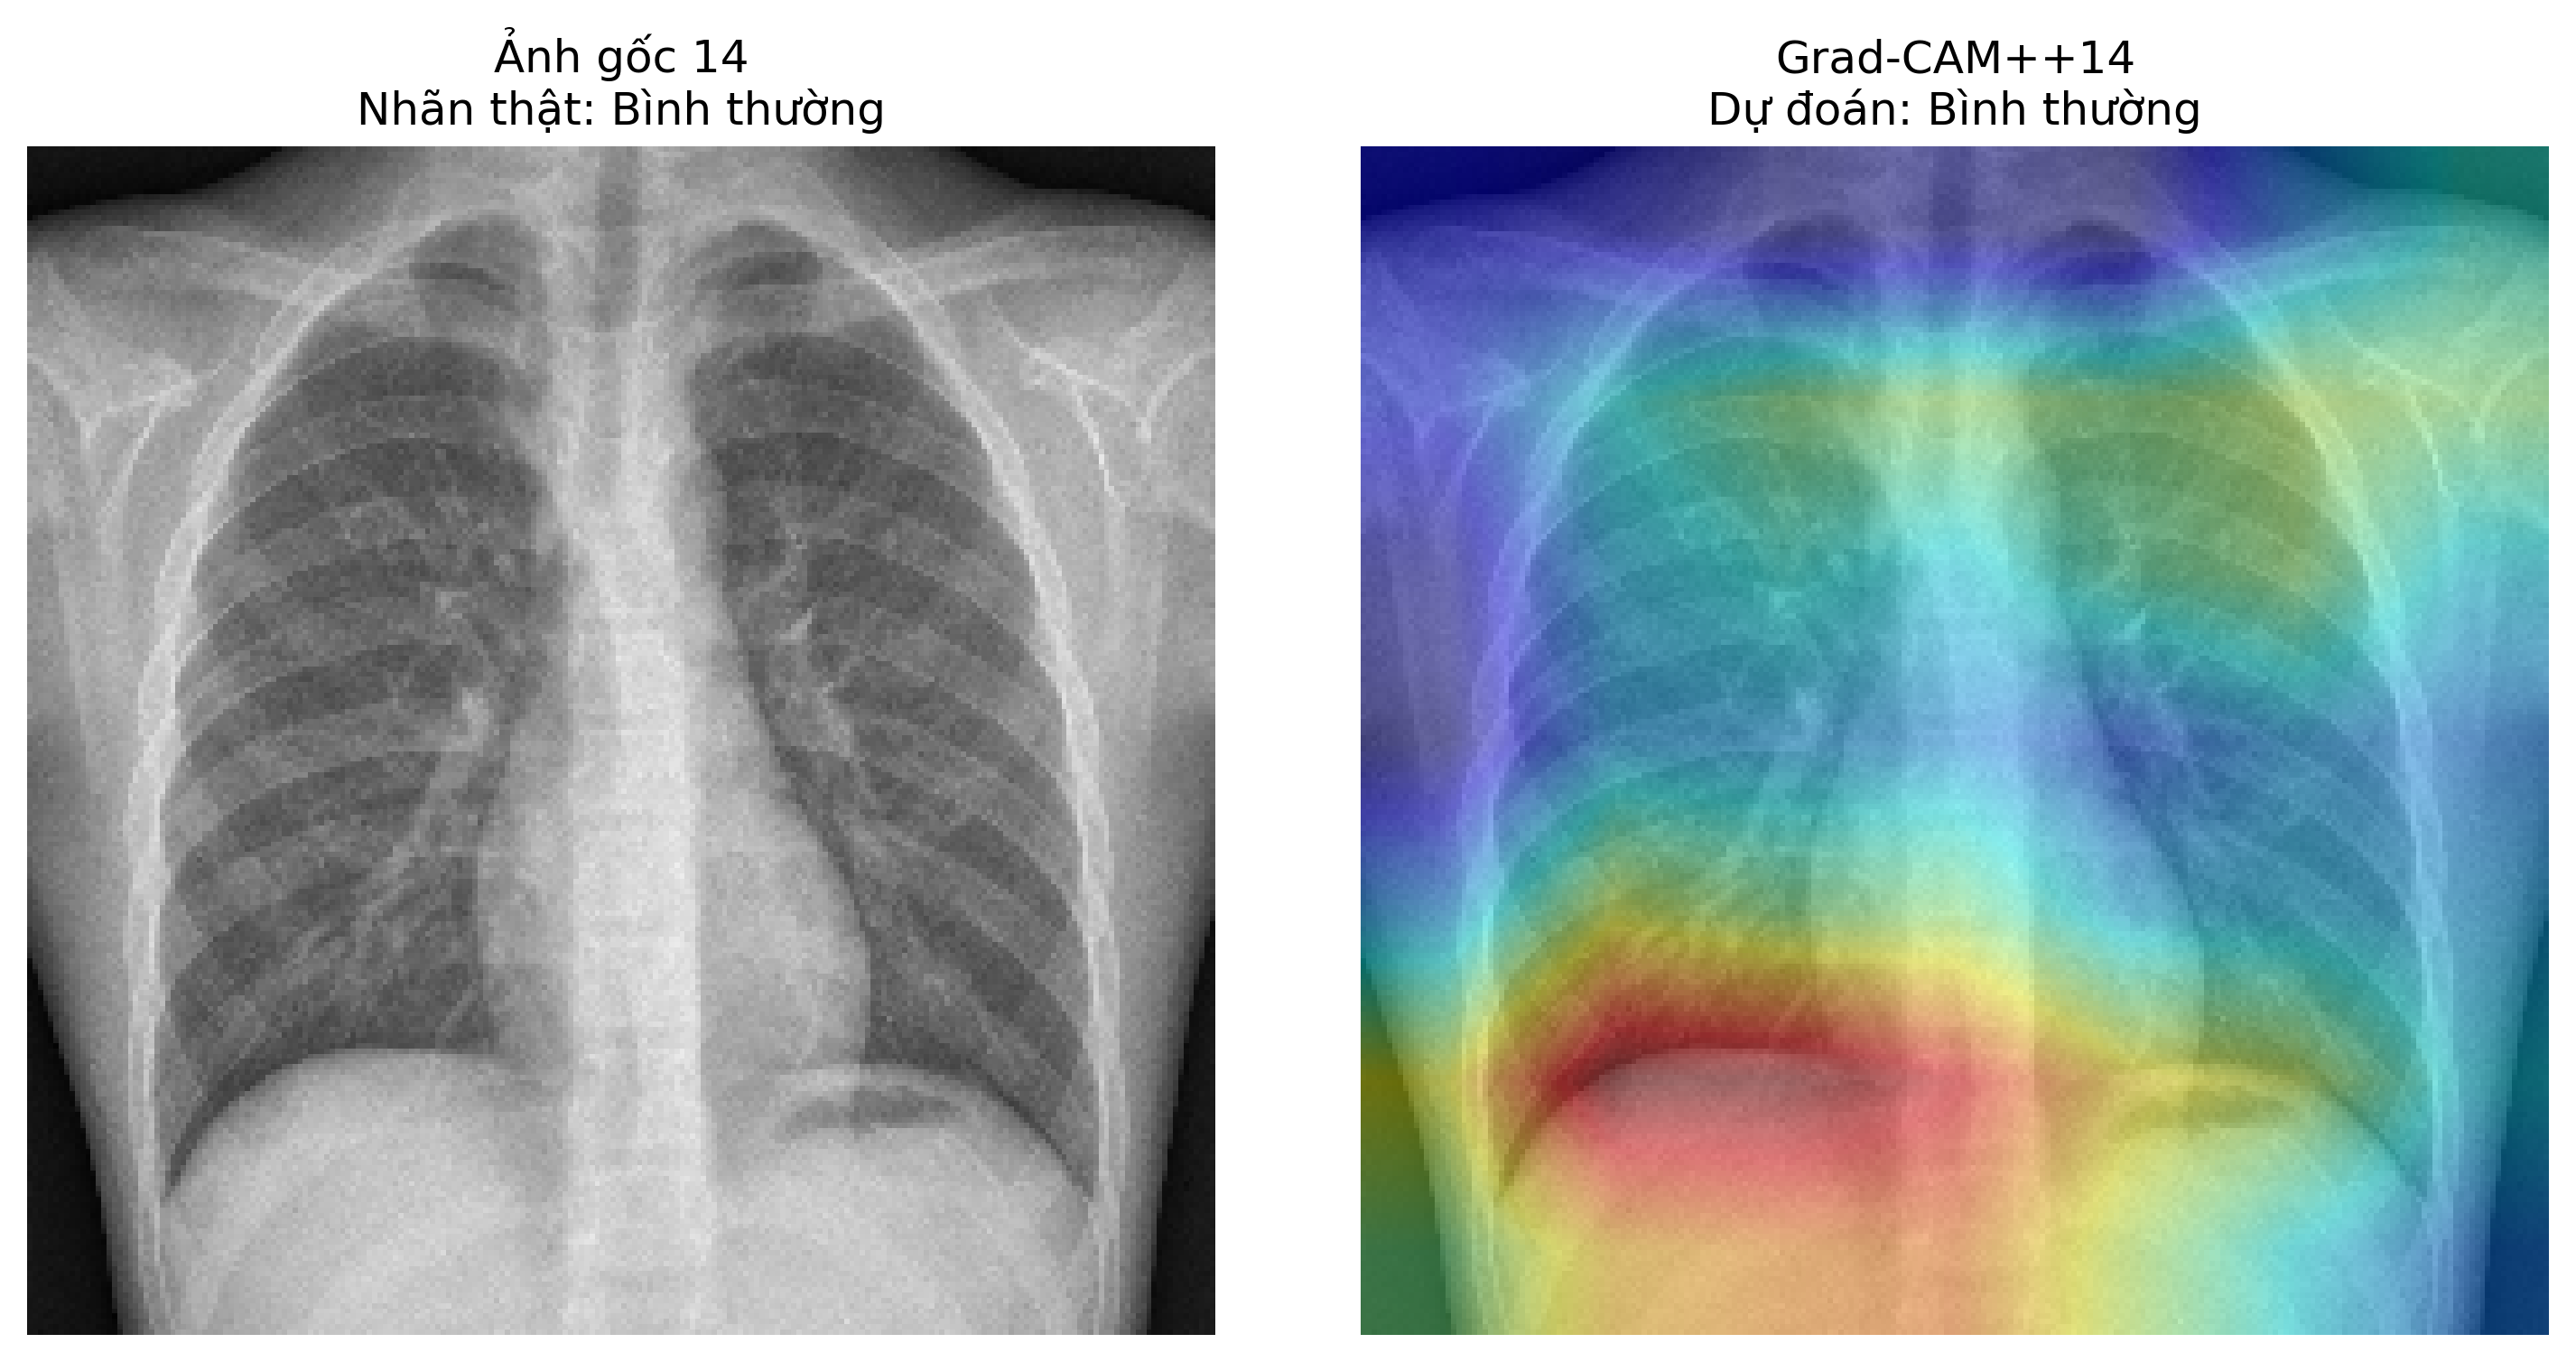 Ảnh gốc 14
Nhãn thật: Bình thường
Grad-CAM++14
Dự đoán: Bình thường